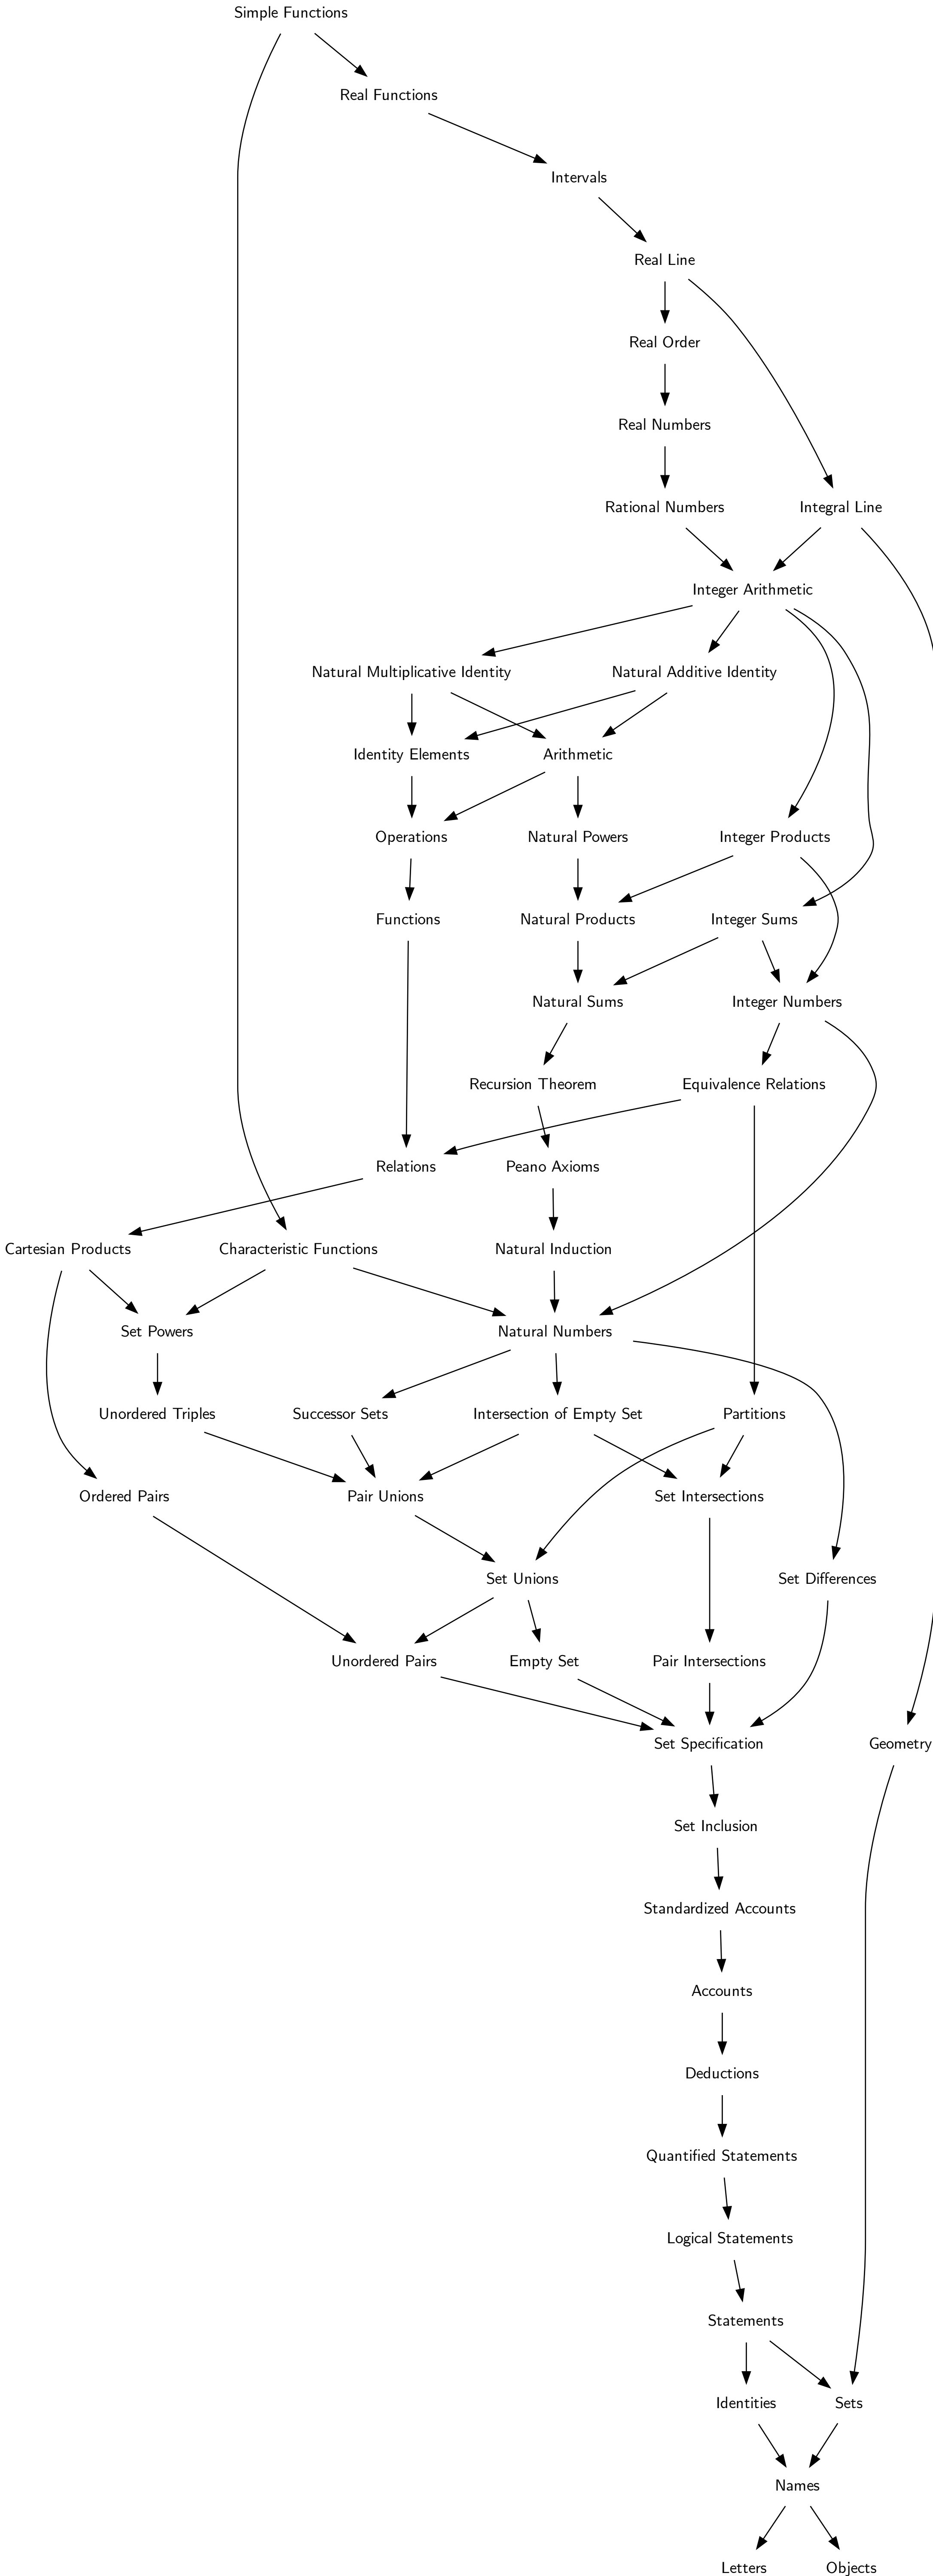 Simple Functions
Real Functions
Intervals
Real Line
Real Order
Real Numbers
Rational Numbers
Integral Line
Integer Arithmetic
Natural Multiplicative Identity
Natural Additive Identity
Identity Elements
Arithmetic
Operations
Natural Powers
Integer Products
Functions
Natural Products
Integer Sums
Natural Sums
Integer Numbers
Recursion Theorem
Equivalence Relations
Relations
Peano Axioms
Cartesian Products
Characteristic Functions
Natural Induction
Set Powers
Natural Numbers
Unordered Triples
Successor Sets
Intersection of Empty Set
Partitions
Ordered Pairs
Pair Unions
Set Intersections
Set Unions
Set Differences
Unordered Pairs
Empty Set
Pair Intersections
Set Specification
Geometry
Set Inclusion
Standardized Accounts
Accounts
Deductions
Quantified Statements
Logical Statements
Statements
Identities
Sets
Names
Letters
Objects